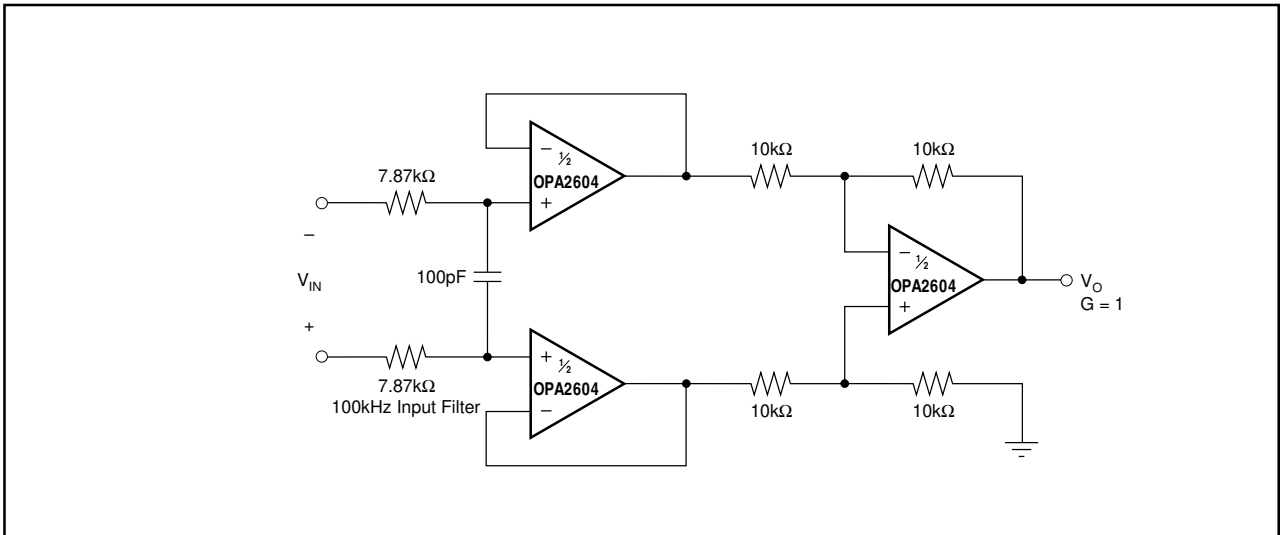 7.87kΩ
−
V_IN
+
7.87kΩ
100kHz Input Filter
100pF
−
½
OPA2604
+
+
½
OPA2604
−
10kΩ
10kΩ
−
½
OPA2604
+
10kΩ
10kΩ
V_O
G = 1